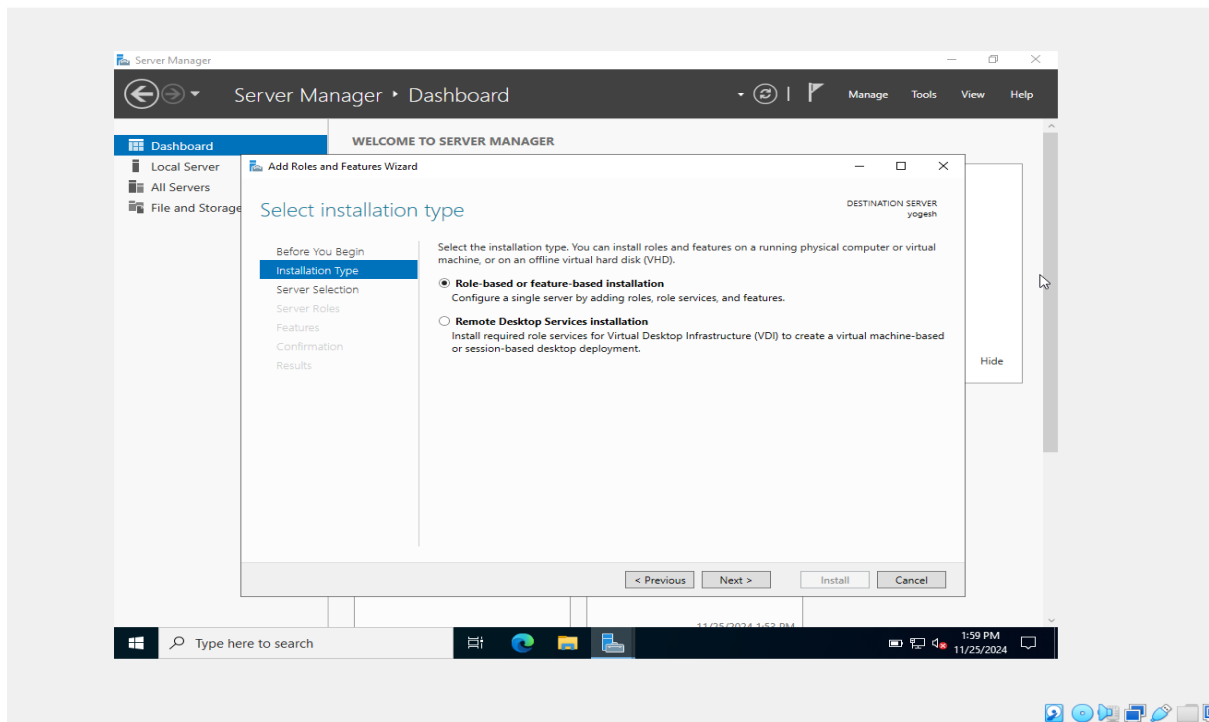 Server Manager
Server Manager • Dashboard
Manage Tools View Help
Dashboard
Local Server
All Servers
File and Storage
WELCOME TO SERVER MANAGER
Add Roles and Features Wizard
Select installation type
DESTINATION SERVER
yogesh
Before You Begin
Installation Type
Server Selection
Server Roles
Features
Confirmation
Results
Select the installation type. You can install roles and features on a running physical computer or virtual
machine, or on an offline virtual hard disk (VHD).
Role-based or feature-based installation
Configure a single server by adding roles, role services, and features.
Remote Desktop Services installation
Install required role services for Virtual Desktop Infrastructure (VDI) to create a virtual machine-based
or session-based desktop deployment.
Hide
< Previous Next > Install Cancel
11/25/2024 1:53 PM
Type here to search
1:59 PM
11/25/2024